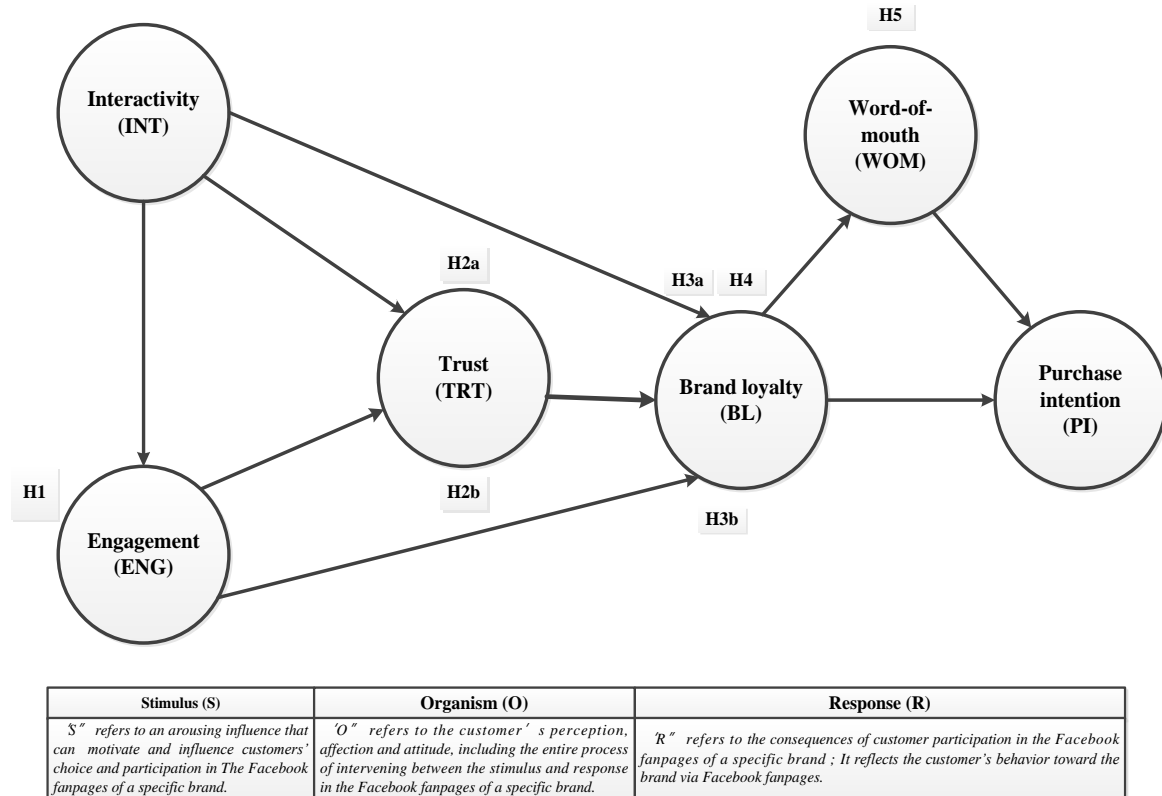 H5
Interactivity
(INT)
Word-of-
mouth
(WOM)
H2a
H3a
H4
Trust
(TRT)
Brand loyalty
(BL)
Purchase
intention
(PI)
H1
H2b
H3b
Engagement
(ENG)
Stimulus (S)
‘S″ refers to an arousing influence that
can motivate and influence customers’
choice and participation in The Facebook
fanpages of a specific brand.
Organism (O)
‘O″ refers to the customer ’ s perception,
affection and attitude, including the entire process
of intervening between the stimulus and response
in the Facebook fanpages of a specific brand.
Response (R)
‘R″ refers to the consequences of customer participation in the Facebook
fanpages of a specific brand ; It reflects the customer’s behavior toward the
brand via Facebook fanpages.